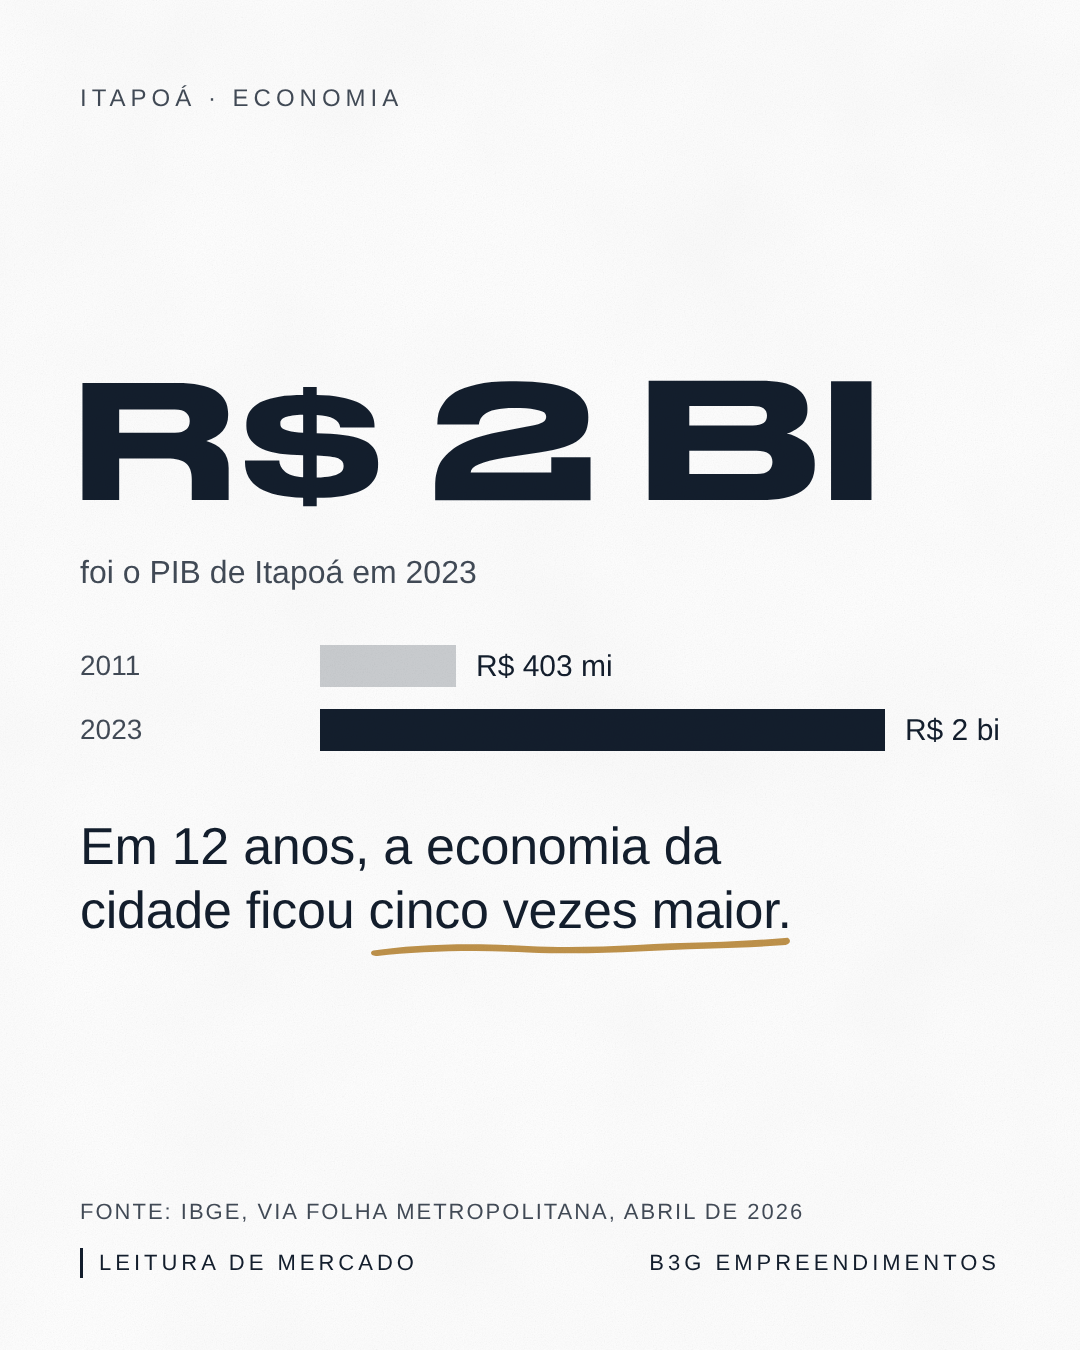 ITAPOÁ · ECONOMIA
R$ 2 BI
foi o PIB de Itapoá em 2023
2011 R$ 403 mi
2023 R$ 2 bi
Em 12 anos, a economia da
cidade ficou cinco vezes maior.
FONTE: IBGE, VIA FOLHA METROPOLITANA, ABRIL DE 2026
LEITURA DE MERCADO B3G EMPREENDIMENTOS